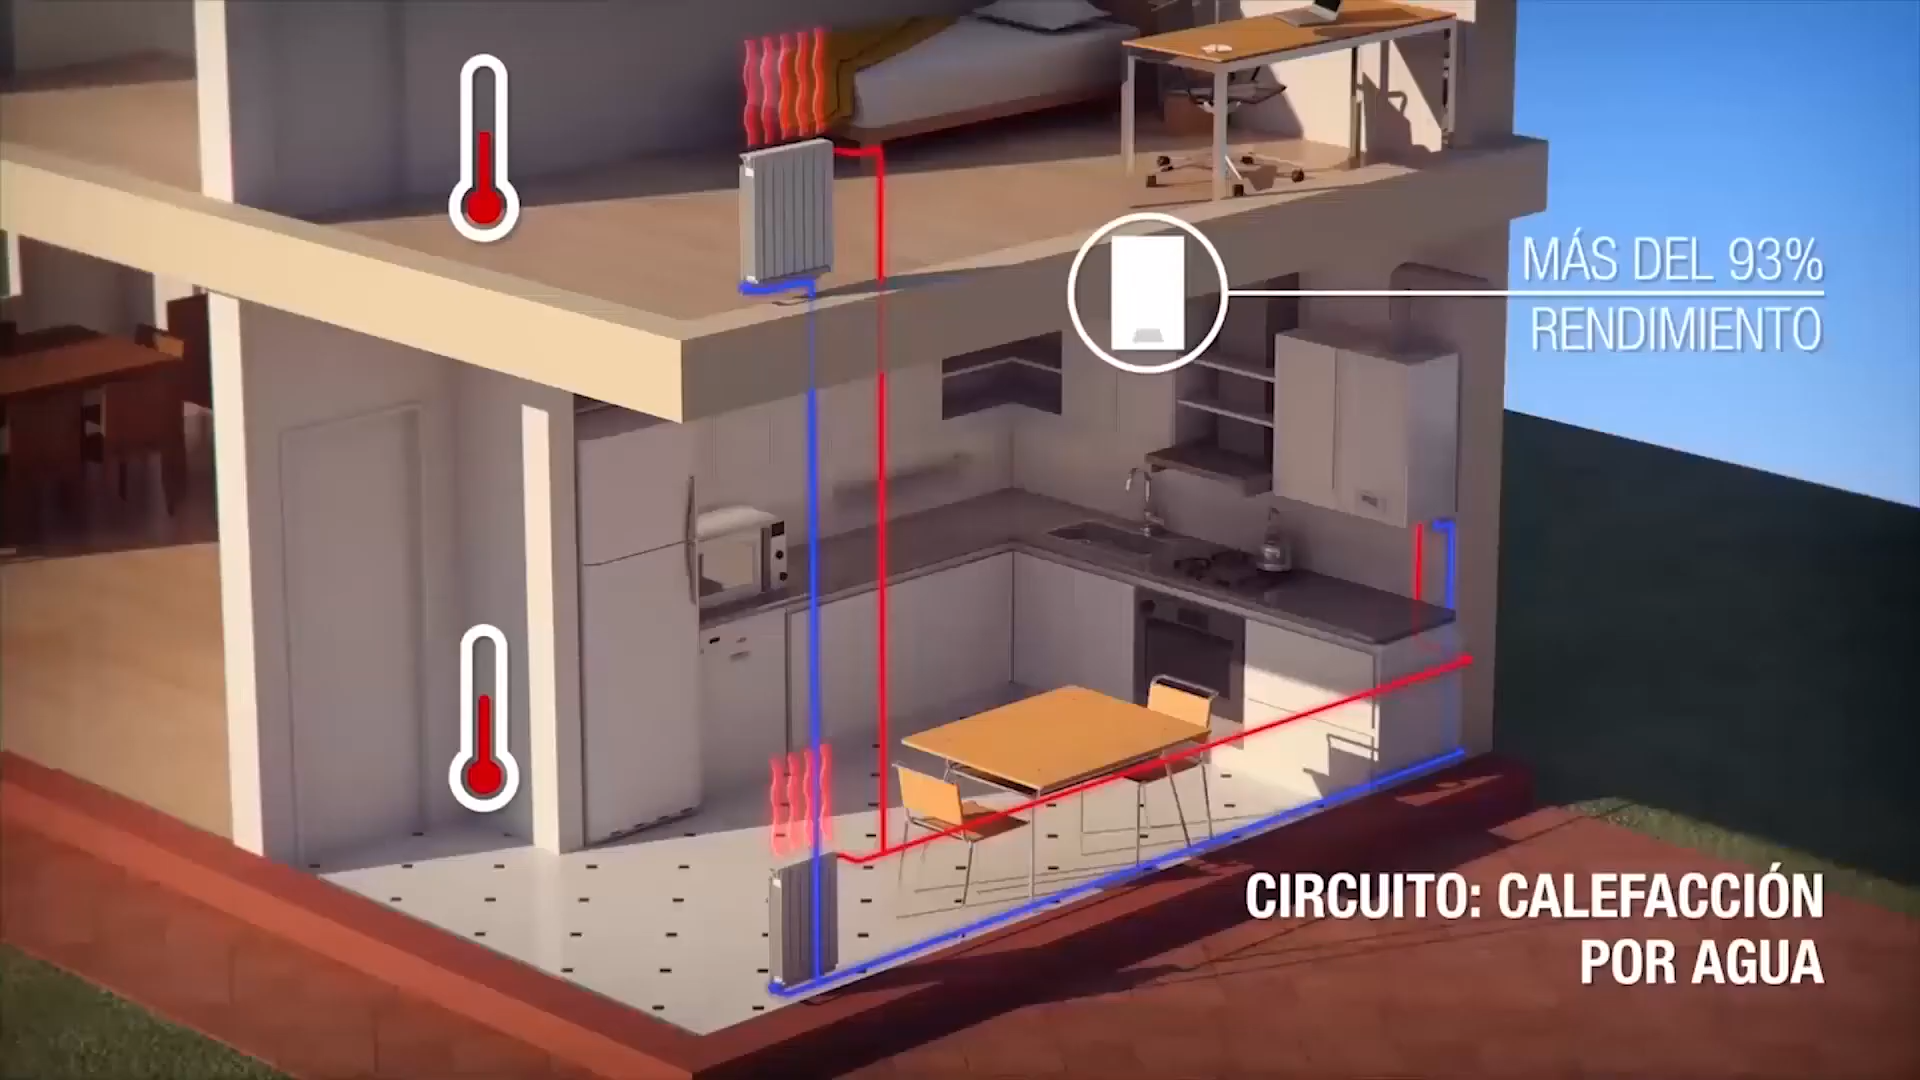 MÁS DEL 93%
RENDIMIENTO
CIRCUITO: CALEFACCIÓN
POR AGUA